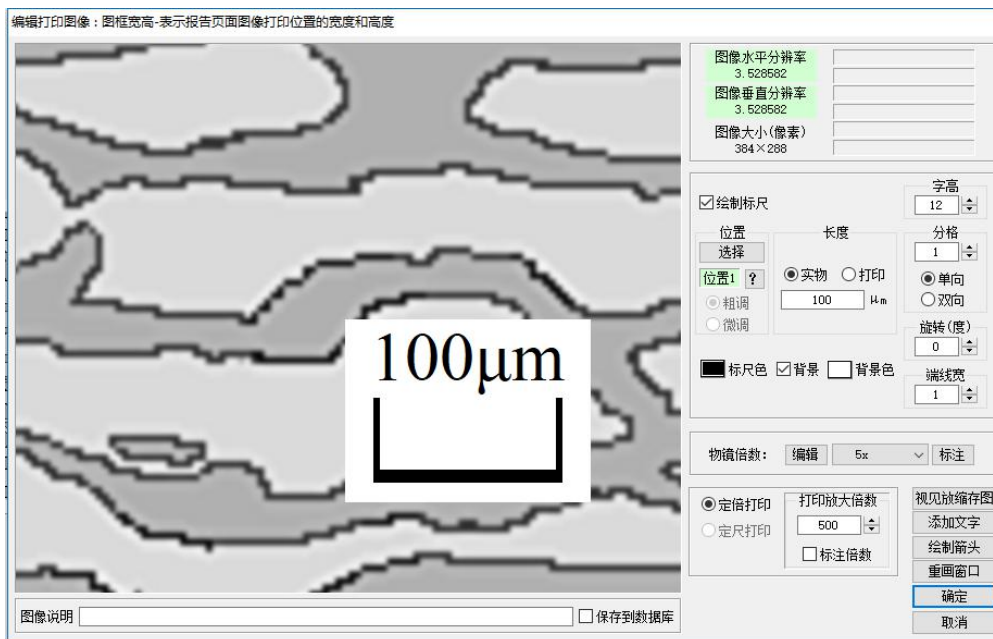 编辑打印图像：图框宽高-表示报告页面图像打印位置的宽度和高度
100μm
图像说明
保存到数据库
图像水平分辨率
3.528582
图像垂直分辨率
3.528582
图像大小(像素)
384×288
绘制标尺
字高
12
位置
选择
位置1 ?
粗调
微调
长度
实物 打印
100 μm
分格
1
单向
双向
旋转(度)
0
标尺色 背景 背景色
端线宽
1
物镜倍数： 编辑 5x 标注
定倍打印
定尺打印
打印放大倍数
500
标注倍数
视见放缩存图
添加文字
绘制箭头
重画窗口
确定
取消